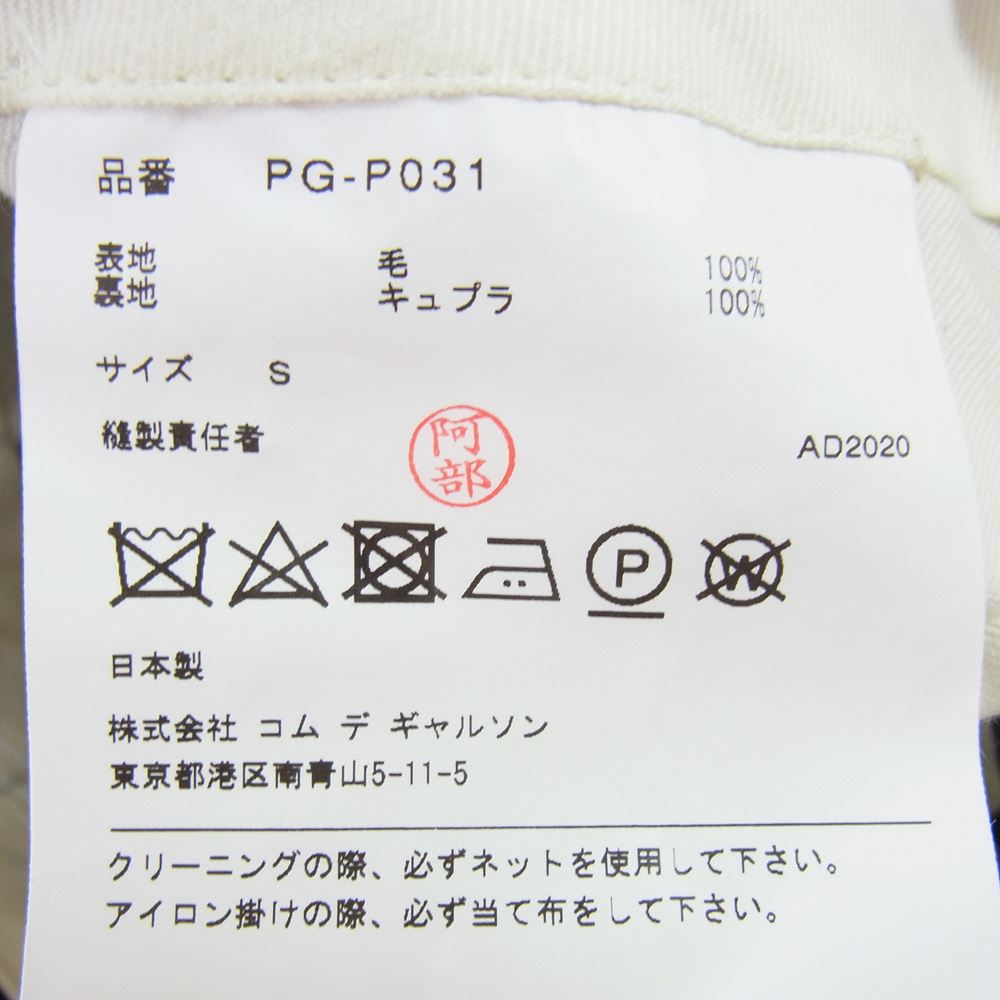 品番 PG-P031
表地 毛 100%
裏地 キュプラ 100%
サイズ S
縫製責任者 阿部 AD2020
P W
日本製
株式会社 コム デ ギャルソン
東京都港区南青山5-11-5
クリーニングの際、必ずネットを使用して下さい。
アイロン掛けの際、必ず当て布をして下さい。